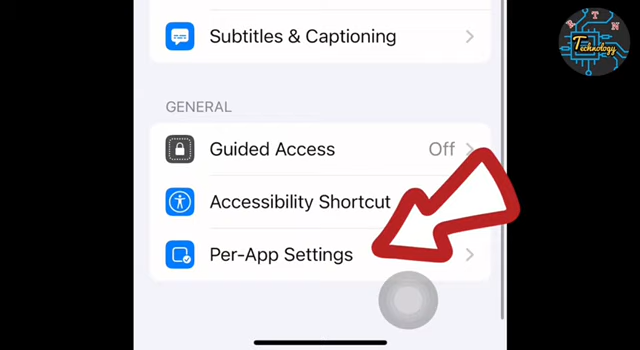 Subtitles & Captioning
GENERAL
Guided Access Off
Accessibility Shortcut
Per-App Settings
R T N
Technology